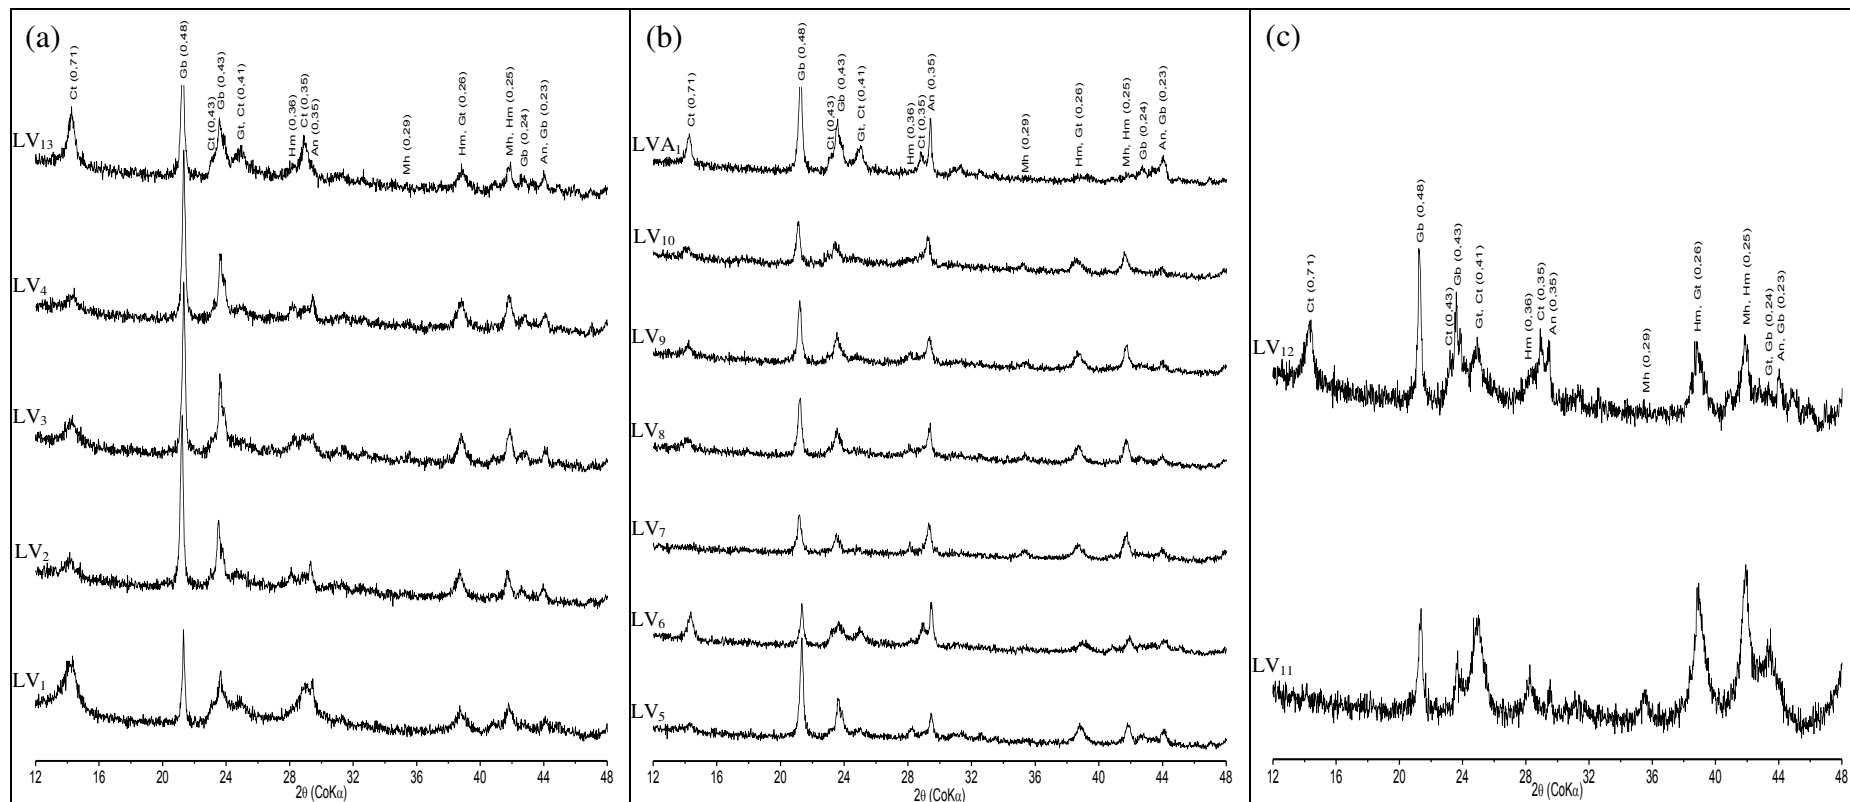 (a)
Ct (0,71)
Gb (0,48)
Ct (0,43)
Gb (0,43)
Gt, Ct (0,41)
Hm (0,36)
Ct (0,35)
An (0,35)
Mh (0,29)
Hm, Gt (0,26)
Mh, Hm (0,25)
Gb (0,24)
An, Gb (0,23)
LV13
LV4
LV3
LV2
LV1
12 16 20 24 28 32 36 40 44 48
2θ (CoKα)
(b)
Ct (0,71)
Gb (0,48)
Ct (0,43)
Gb (0,43)
Gt, Ct (0,41)
Hm (0,36)
Ct (0,35)
An (0,35)
Mh (0,29)
Hm, Gt (0,26)
Mh, Hm (0,25)
Gb (0,24)
An, Gb (0,23)
LVA1
LV10
LV9
LV8
LV7
LV6
LV5
12 16 20 24 28 32 36 40 44 48
2θ (CoKα)
(c)
Ct (0,71)
Gb (0,48)
Ct (0,43)
Gb (0,43)
Gt, Ct (0,41)
Hm (0,36)
Ct (0,35)
An (0,35)
Mh (0,29)
Hm, Gt (0,26)
Mh, Hm (0,25)
Gt, Gb (0,24)
An, Gb (0,23)
LV12
LV11
12 16 20 24 28 32 36 40 44 48
2θ (CoKα)